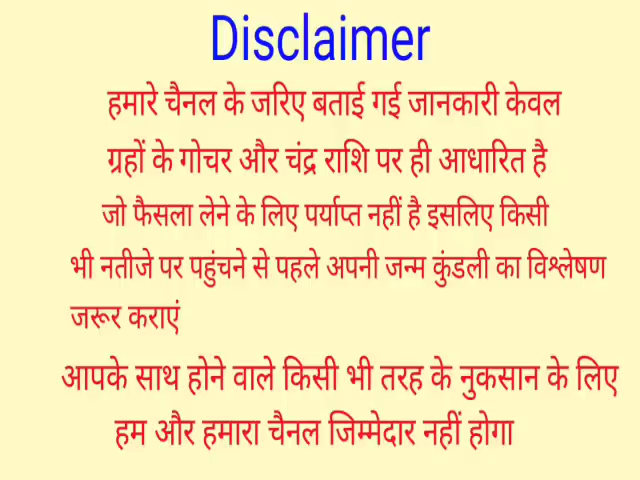 Disclaimer
हमारे चैनल के जरिए बताई गई जानकारी केवल
ग्रहों के गोचर और चंद्र राशि पर ही आधारित है
जो फैसला लेने के लिए पर्याप्त नहीं है इसलिए किसी
भी नतीजे पर पहुंचने से पहले अपनी जन्म कुंडली का विश्लेषण
जरूर कराएं
आपके साथ होने वाले किसी भी तरह के नुकसान के लिए
हम और हमारा चैनल जिम्मेदार नहीं होगा